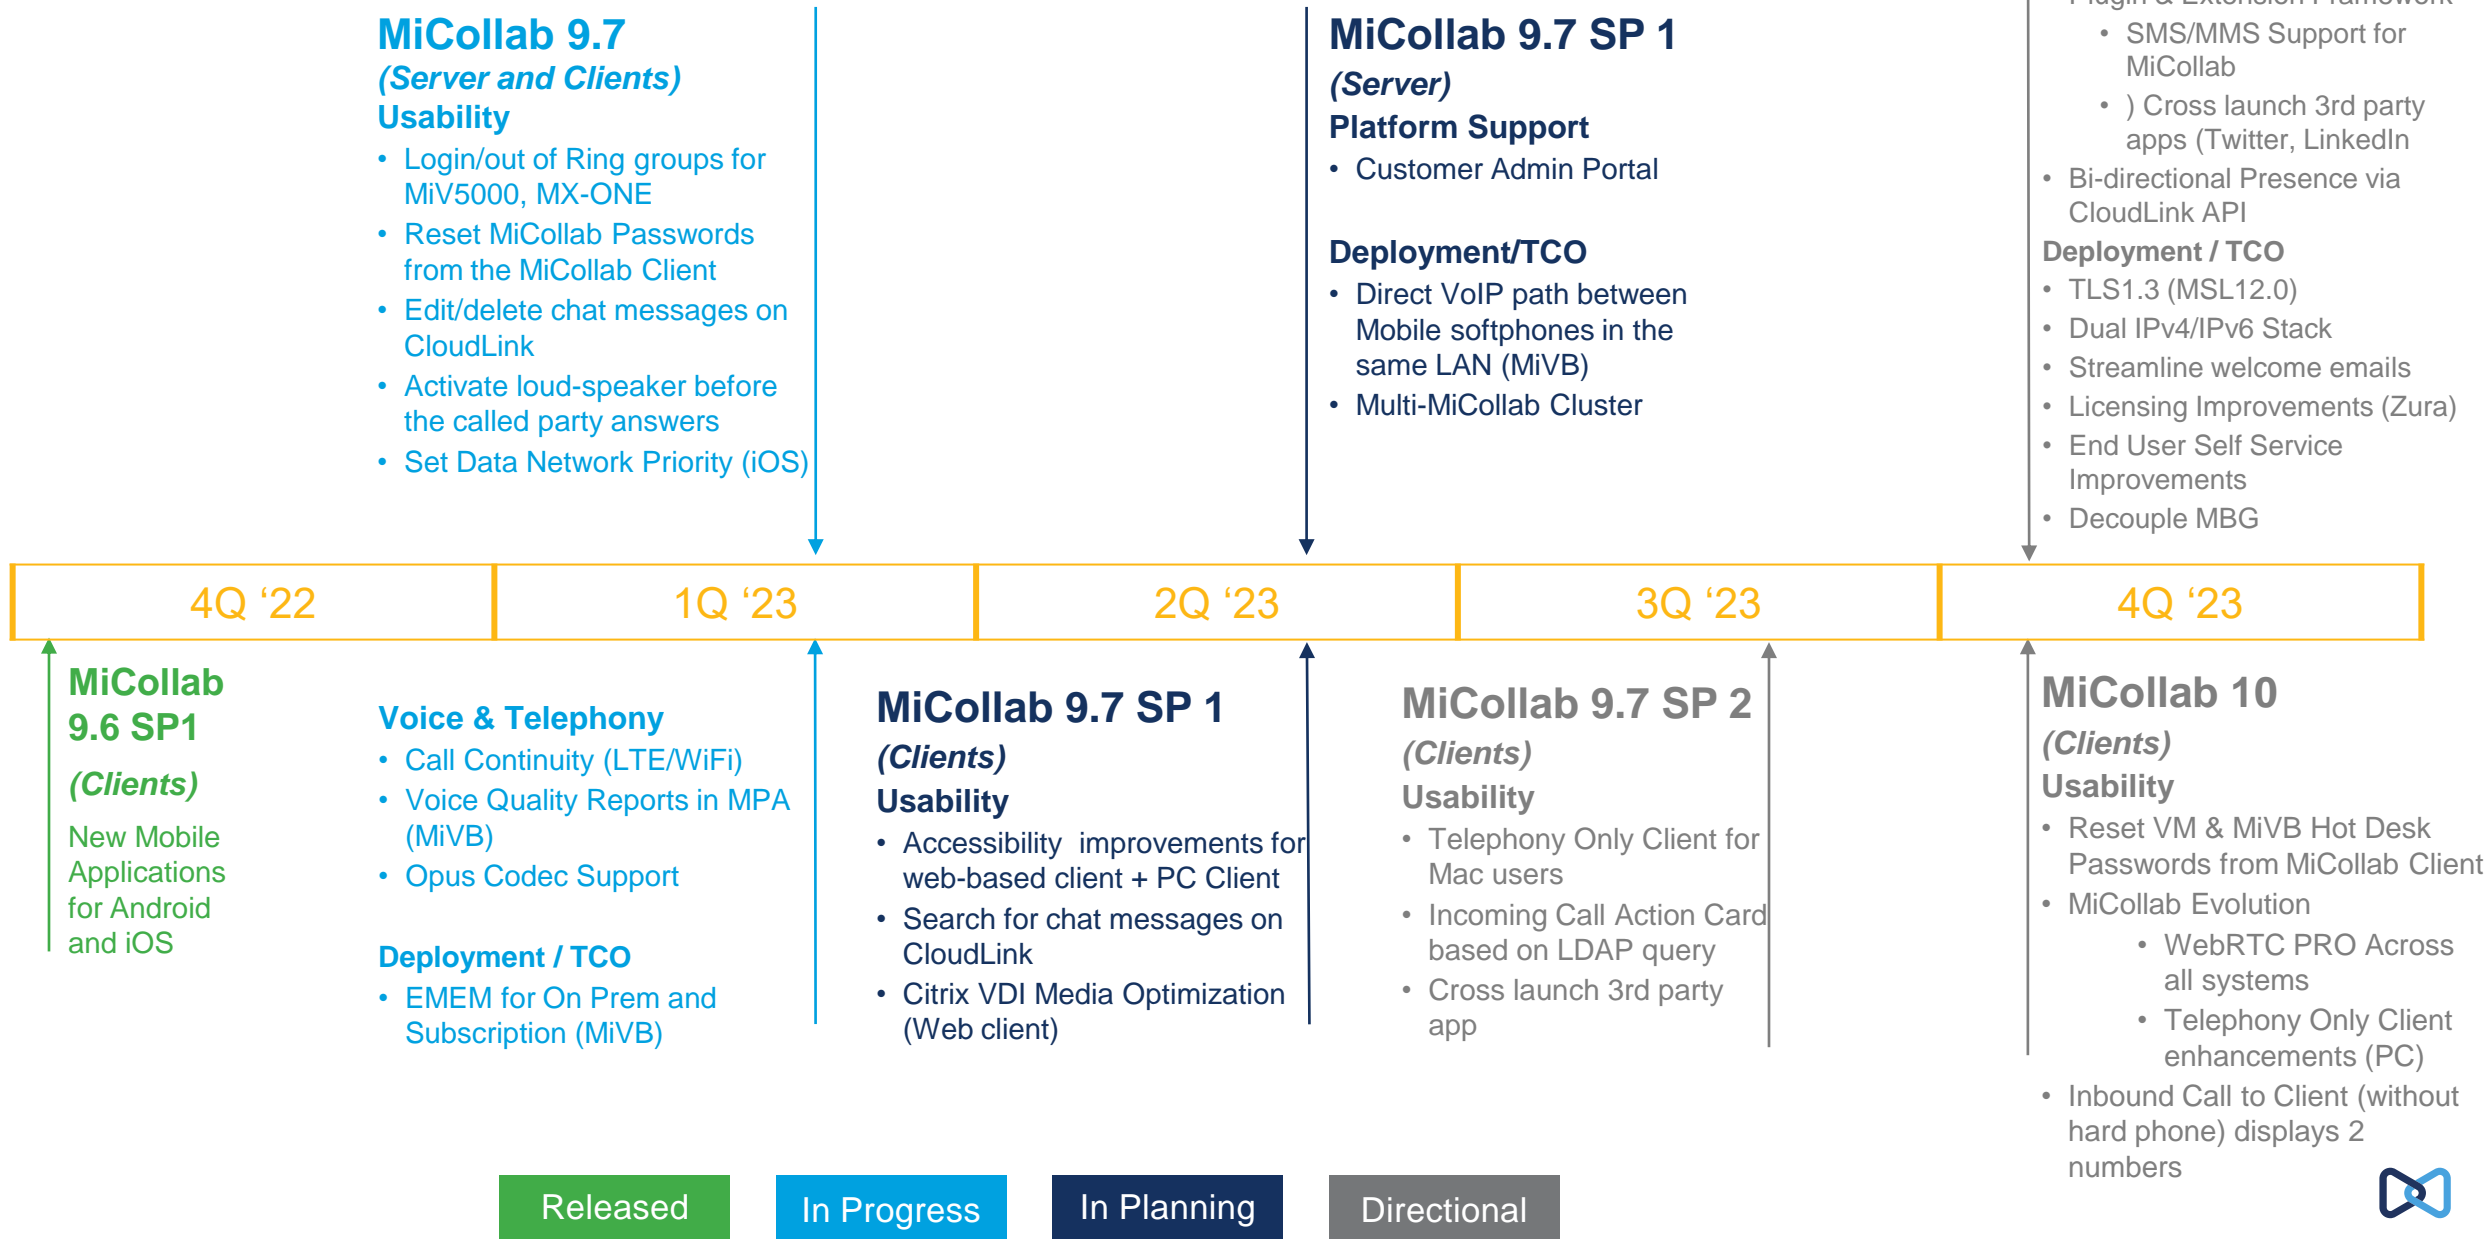 MiCollab 9.7
(Server and Clients)
Usability
• Login/out of Ring groups for
MiV5000, MX-ONE
• Reset MiCollab Passwords
from the MiCollab Client
• Edit/delete chat messages on
CloudLink
• Activate loud-speaker before
the called party answers
• Set Data Network Priority (iOS)
MiCollab 9.7 SP 1
(Server)
Platform Support
• Customer Admin Portal
Deployment/TCO
• Direct VoIP path between
Mobile softphones in the
same LAN (MiVB)
• Multi-MiCollab Cluster
Plugin & Extension Framework
• SMS/MMS Support for
MiCollab
• ) Cross launch 3rd party
apps (Twitter, LinkedIn
• Bi-directional Presence via
CloudLink API
Deployment / TCO
• TLS1.3 (MSL12.0)
• Dual IPv4/IPv6 Stack
• Streamline welcome emails
• Licensing Improvements (Zura)
• End User Self Service
Improvements
• Decouple MBG
4Q ‘22
1Q ‘23
2Q ‘23
3Q ‘23
4Q ‘23
MiCollab
9.6 SP1
(Clients)
New Mobile
Applications
for Android
and iOS
Voice & Telephony
• Call Continuity (LTE/WiFi)
• Voice Quality Reports in MPA
(MiVB)
• Opus Codec Support
Deployment / TCO
• EMEM for On Prem and
Subscription (MiVB)
MiCollab 9.7 SP 1
(Clients)
Usability
• Accessibility improvements for
web-based client + PC Client
• Search for chat messages on
CloudLink
• Citrix VDI Media Optimization
(Web client)
MiCollab 9.7 SP 2
(Clients)
Usability
• Telephony Only Client for
Mac users
• Incoming Call Action Card
based on LDAP query
• Cross launch 3rd party
app
MiCollab 10
(Clients)
Usability
• Reset VM & MiVB Hot Desk
Passwords from MiCollab Client
• MiCollab Evolution
• WebRTC PRO Across
all systems
• Telephony Only Client
enhancements (PC)
• Inbound Call to Client (without
hard phone) displays 2
numbers
Released
In Progress
In Planning
Directional